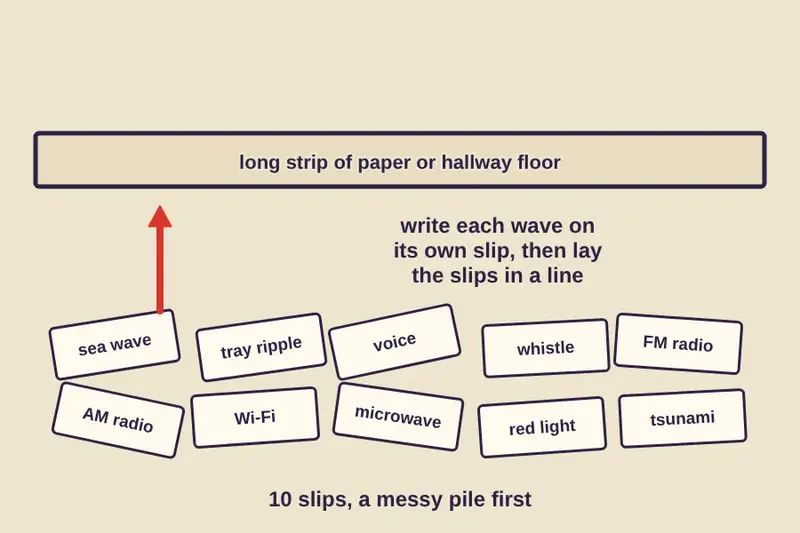 long strip of paper or hallway floor
write each wave on
its own slip, then lay
the slips in a line
sea wave
tray ripple
voice
whistle
FM radio
AM radio
Wi-Fi
microwave
red light
tsunami
10 slips, a messy pile first